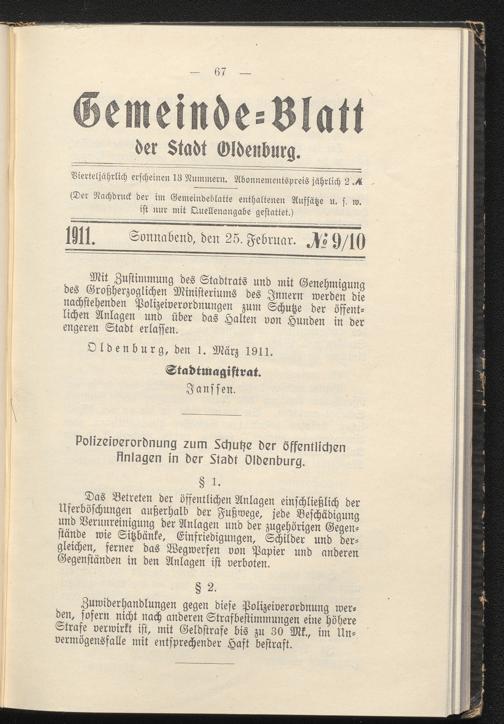 — 67 —
Gemeinde-Blatt
der Stadt Oldenburg.
Vierteljährlich erscheinen 13 Nummern. Abonnementspreis jährlich 2 ℳ
(Der Nachdruck der im Gemeindeblatte enthaltenen Aufsätze u. s. w.
ist nur mit Quellenangabe gestattet.)
1911. Sonnabend, den 25. Februar. № 9/10
Mit Zustimmung des Stadtrats und mit Genehmigung
des Großherzoglichen Ministeriums des Innern werden die
nachstehenden Polizeiverordnungen zum Schutze der öffent-
lichen Anlagen und über das Halten von Hunden in der
engeren Stadt erlassen.
Oldenburg, den 1. März 1911.
Stadtmagistrat.
Janssen.
Polizeiverordnung zum Schutze der öffentlichen
Anlagen in der Stadt Oldenburg.
§ 1.
Das Betreten der öffentlichen Anlagen einschließlich der
Uferböschungen außerhalb der Fußwege, jede Beschädigung
und Verunreinigung der Anlagen und der zugehörigen Gegen-
stände wie Sitzbänke, Einfriedigungen, Schilder und der-
gleichen, ferner das Wegwerfen von Papier und anderen
Gegenständen in den Anlagen ist verboten.
§ 2.
Zuwiderhandlungen gegen diese Polizeiverordnung wer-
den, sofern nicht nach anderen Strafbestimmungen eine höhere
Strafe verwirkt ist, mit Geldstrafe bis zu 30 Mk., im Un-
vermögensfalle mit entsprechender Haft bestraft.